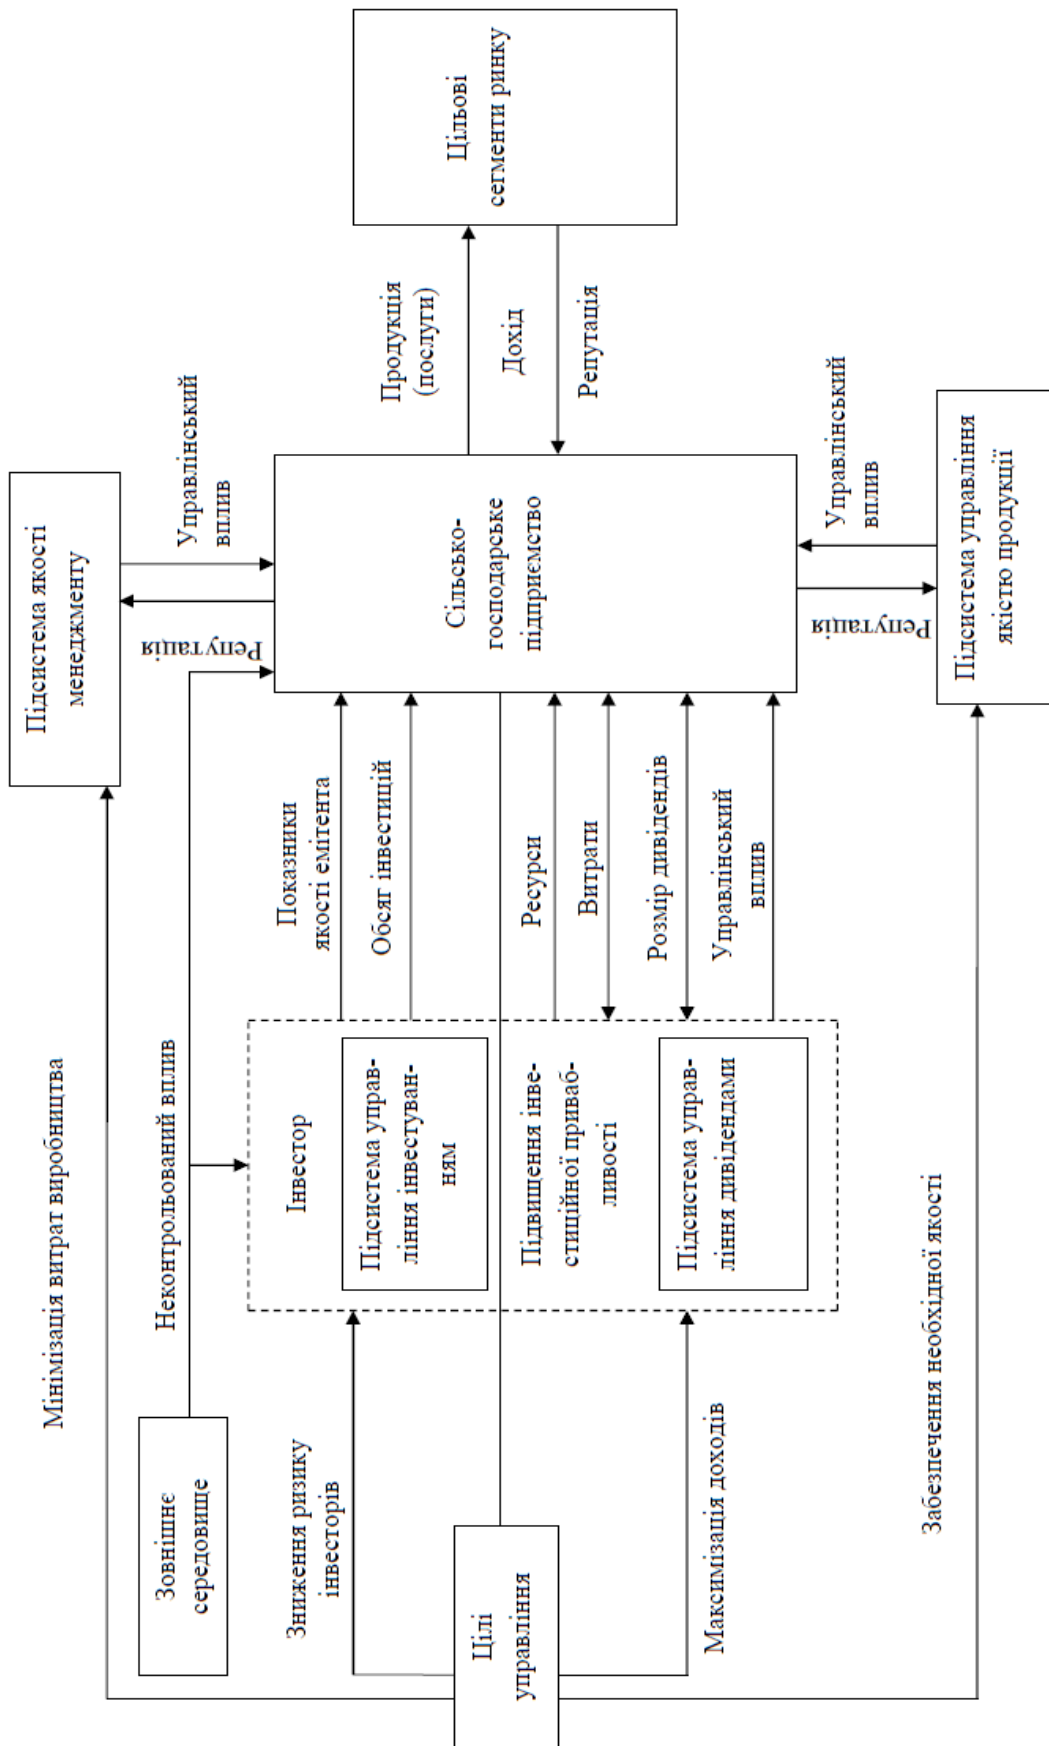 Мінімізація витрат виробництва
Підсистема якості
менеджменту
Зовнішнє
середовище
Неконтрольований вплив
Репутація
Управлінський
вплив
Зниження ризику
інвесторів
Інвестор
Підсистема управ-
ління інвестуван-
ням
Показники
якості емітента
Обсяг інвестицій
Цілі
управління
Підвищення інве-
стиційної приваб-
ливості
Ресурси
Витрати
Сільсько-
господарське
підприємство
Продукція
(послуги)
Дохід
Репутація
Цільові
сегменти ринку
Максимізація доходів
Підсистема управ-
ління дивідендами
Розмір дивідендів
Управлінський
вплив
Репутація
Управлінський
вплив
Забезпечення необхідної якості
Підсистема управління
якістю продукції